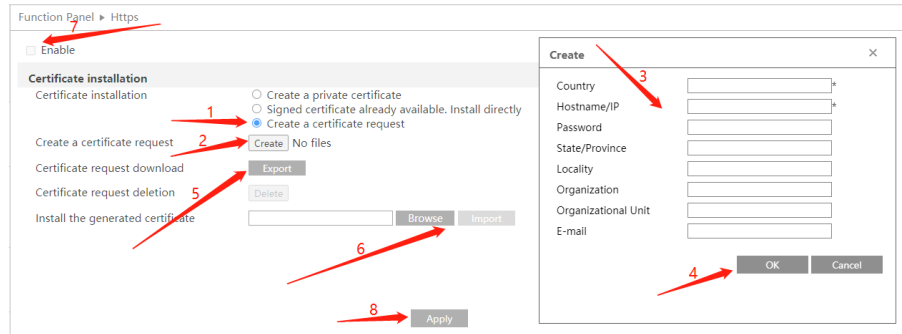 Function Panel ▶ Https
7
Enable
Certificate installation
Certificate installation
Create a private certificate
Signed certificate already available. Install directly
1
Create a certificate request
Create a certificate request
2
Create No files
Certificate request download
Export
Certificate request deletion
5
Delete
Install the generated certificate
Browse Import
6
8
Apply
Create ×
3
Country *
Hostname/IP *
Password
State/Province
Locality
Organization
Organizational Unit
E-mail
4
OK Cancel